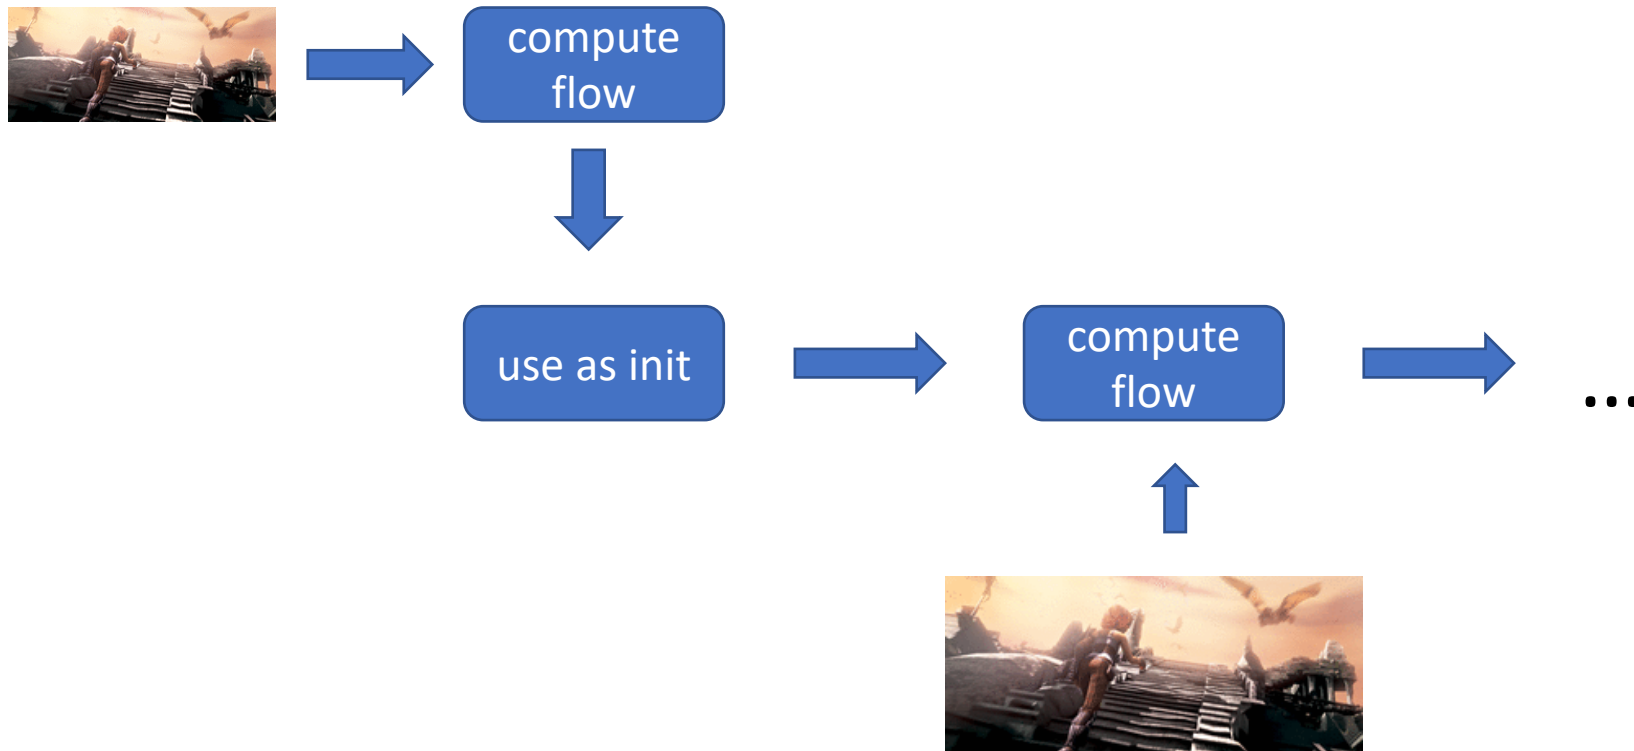 compute
flow
use as init
compute
flow
...